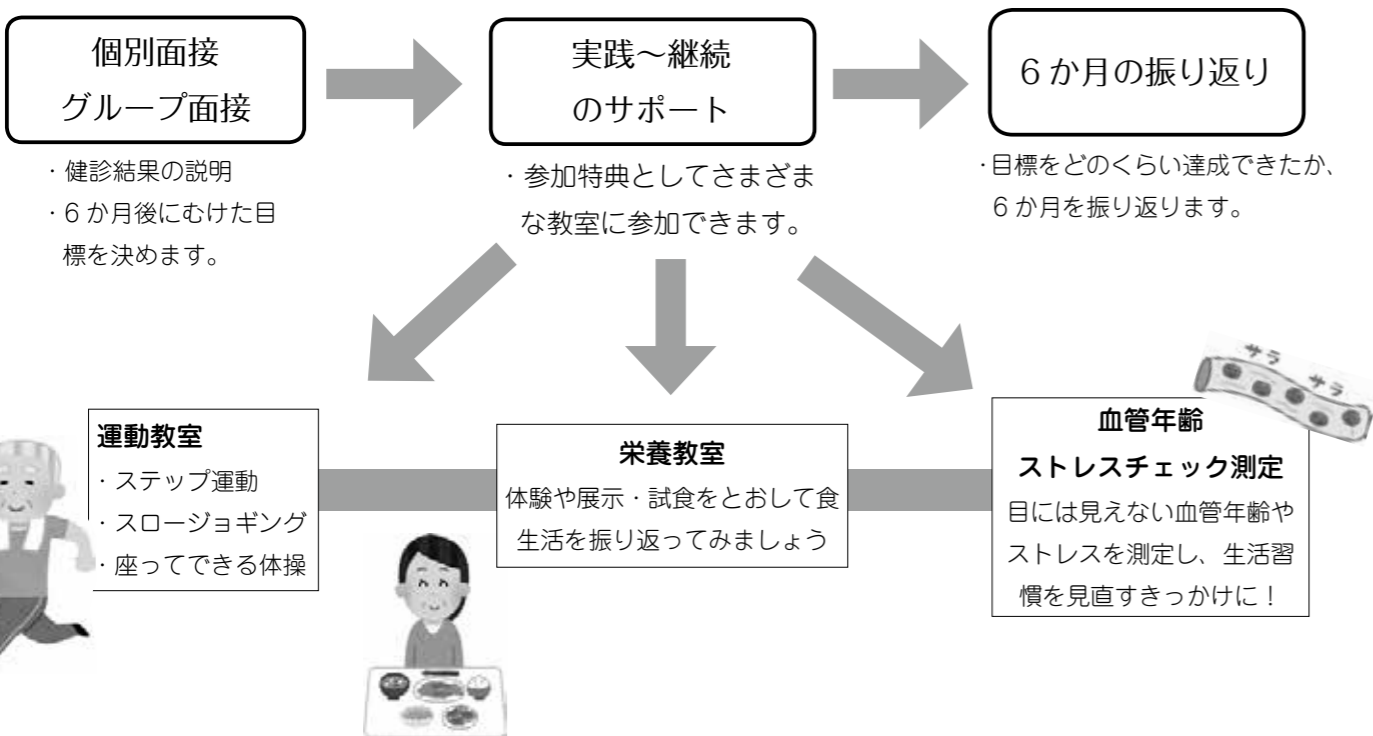 個別面接
グループ面接
・健診結果の説明
・6か月後にむけた目
標を決めます。
実践～継続
のサポート
・参加特典としてさまざま
な教室に参加できます。
6か月の振り返り
・目標をどのくらい達成できたか、
6か月を振り返ります。
運動教室
・ステップ運動
・スロージョギング
・座ってできる体操
栄養教室
体験や展示・試食をとおして食
生活を振り返ってみましょう
サラ サラ
血管年齢
ストレスチェック測定
目には見えない血管年齢や
ストレスを測定し、生活習
慣を見直すきっかけに！